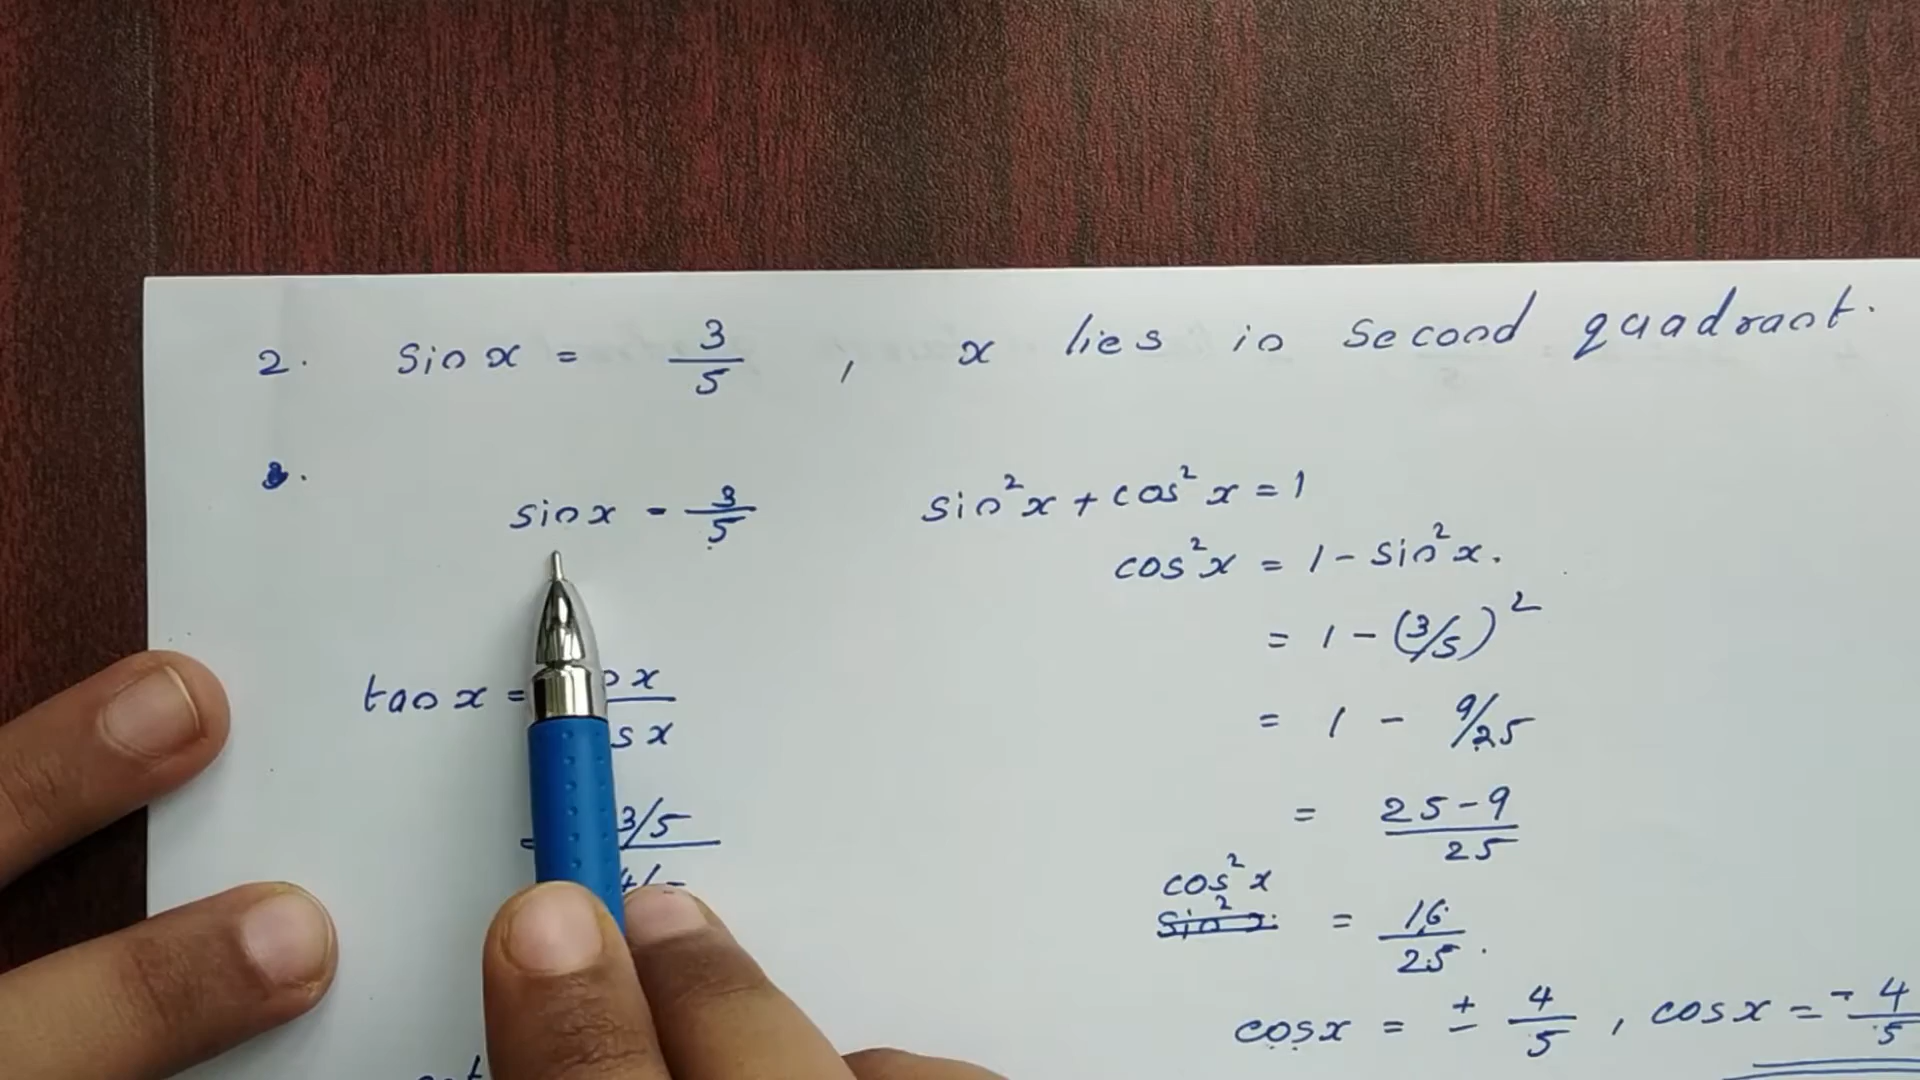 2. sin x = 3/5 , x lies in second quadrant.
sin x - 3/5
tan x =
x
3/5
sin²x + cos²x = 1
cos²x = 1 - sin²x.
= 1 - (3/5)²
= 1 - 9/25
= 25-9/25
cos²x
sin²x = 16/25.
cos x = ± 4/5 , cos x = -4/5